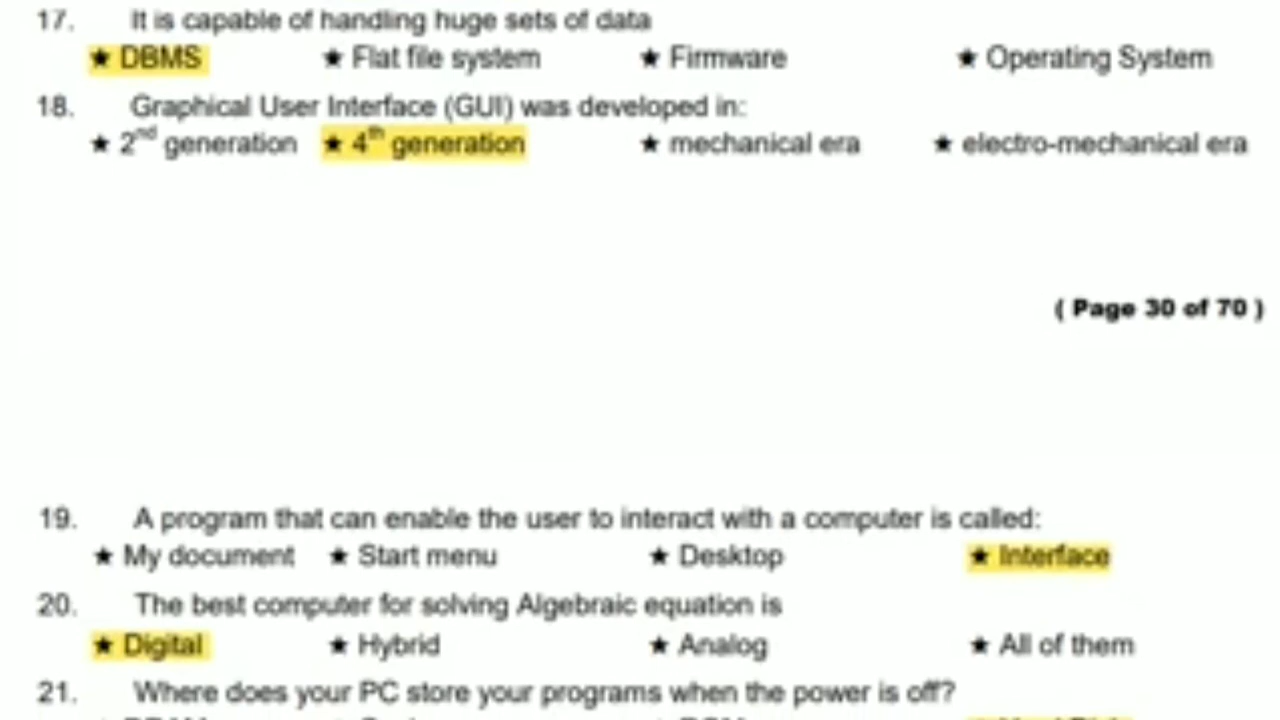 17. It is capable of handling huge sets of data
★ DBMS ★ Flat file system ★ Firmware ★ Operating System
18. Graphical User Interface (GUI) was developed in:
★ 2nd generation ★ 4th generation ★ mechanical era ★ electro-mechanical era
( Page 30 of 70 )
19. A program that can enable the user to interact with a computer is called:
★ My document ★ Start menu ★ Desktop ★ Interface
20. The best computer for solving Algebraic equation is
★ Digital ★ Hybrid ★ Analog ★ All of them
21. Where does your PC store your programs when the power is off?